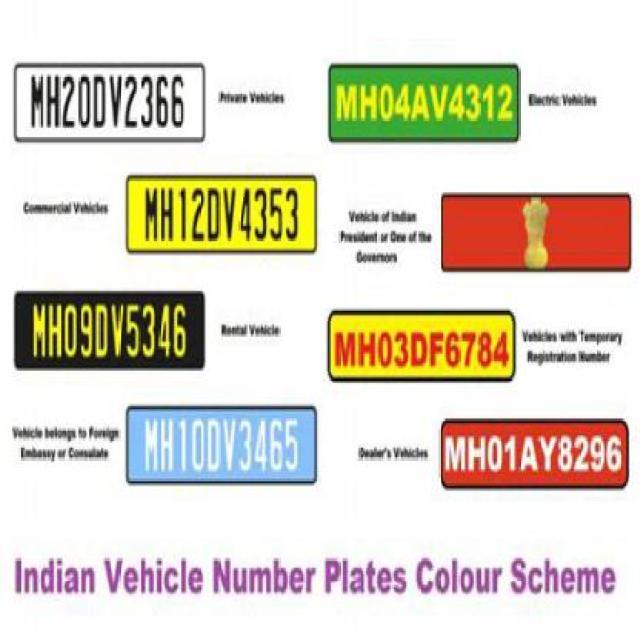 MH20DV2366
Private Vehicles
MH04AV4312
Electric Vehicles
Commercial Vehicles
MH12DV4353
Vehicle of Indian
President or One of the
Governors
MH09DV5346
Rental Vehicle
MH03DF6784
Vehicles with Temporary
Registration Number
Vehicle belongs to Foreign
Embassy or Consulate
MH10DV3465
Dealer's Vehicles
MH01AY8296
Indian Vehicle Number Plates Colour Scheme